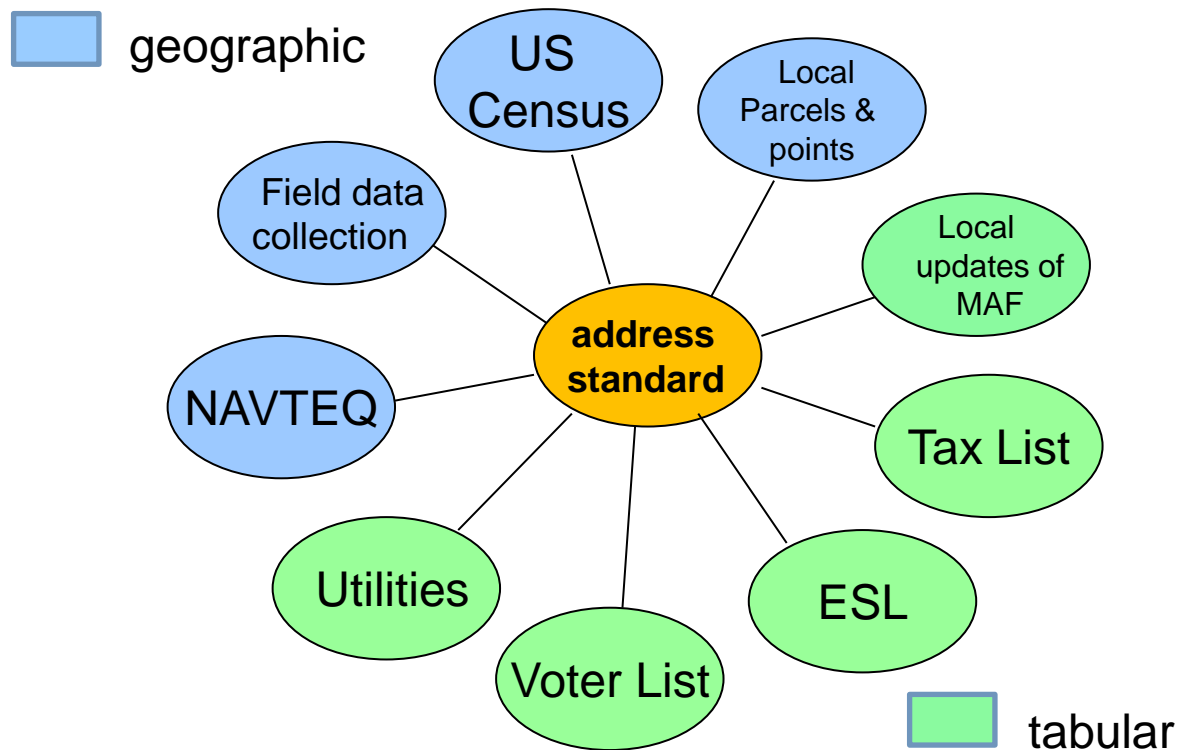 geographic
US
Census
Local
Parcels &
points
Field data
collection
Local
updates of
MAF
address
standard
NAVTEQ
Tax List
Utilities
ESL
Voter List
tabular